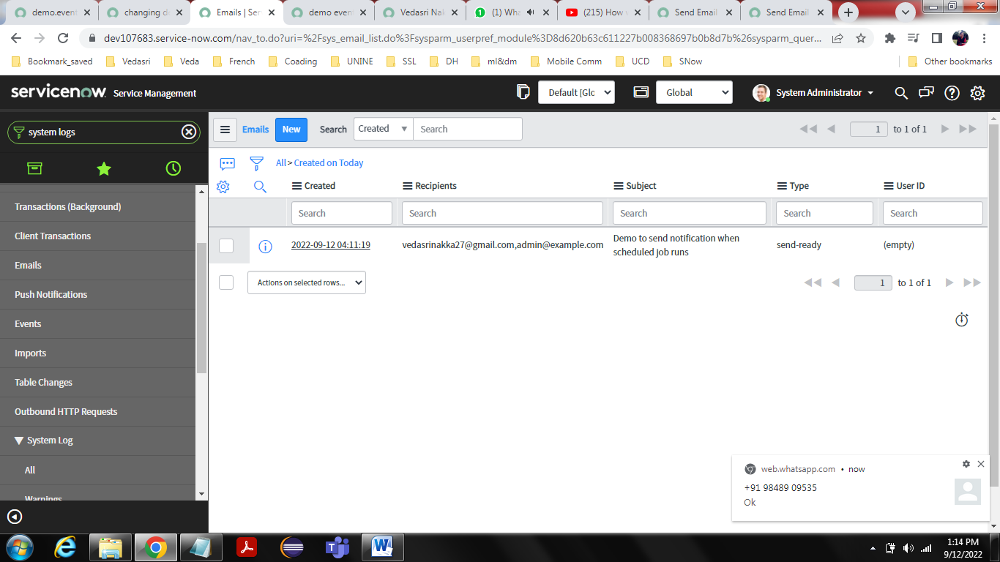 demo.even
changing d
Emails | Ser
demo even
Vedasri Nak
(1) Wha
(215) How
Send Email
Send Email
dev107683.service-now.com/nav_to.do?uri=%2Fsys_email_list.do%3Fsysparm_userpref_module%3D8d620b63c611227b008368697b0b8d7b%26sysparm_quer...
Bookmark_saved
Vedasri
Veda
French
Coading
UNINE
SSL
DH
ml&dm
Mobile Comm
UCD
SNow
Other bookmarks
servicenow Service Management
Default [Glc
Global
System Administrator
system logs
Emails
New
Search
Created
Search
1 to 1 of 1
All > Created on Today
Created
Recipients
Subject
Type
User ID
Search
Search
Search
Search
Search
2022-09-12 04:11:19
vedasrinakka27@gmail.com,admin@example.com
Demo to send notification when
scheduled job runs
send-ready
(empty)
Actions on selected rows...
1 to 1 of 1
Transactions (Background)
Client Transactions
Emails
Push Notifications
Events
Imports
Table Changes
Outbound HTTP Requests
System Log
All
Warnings
web.whatsapp.com • now
+91 98489 09535
Ok
1:14 PM
9/12/2022